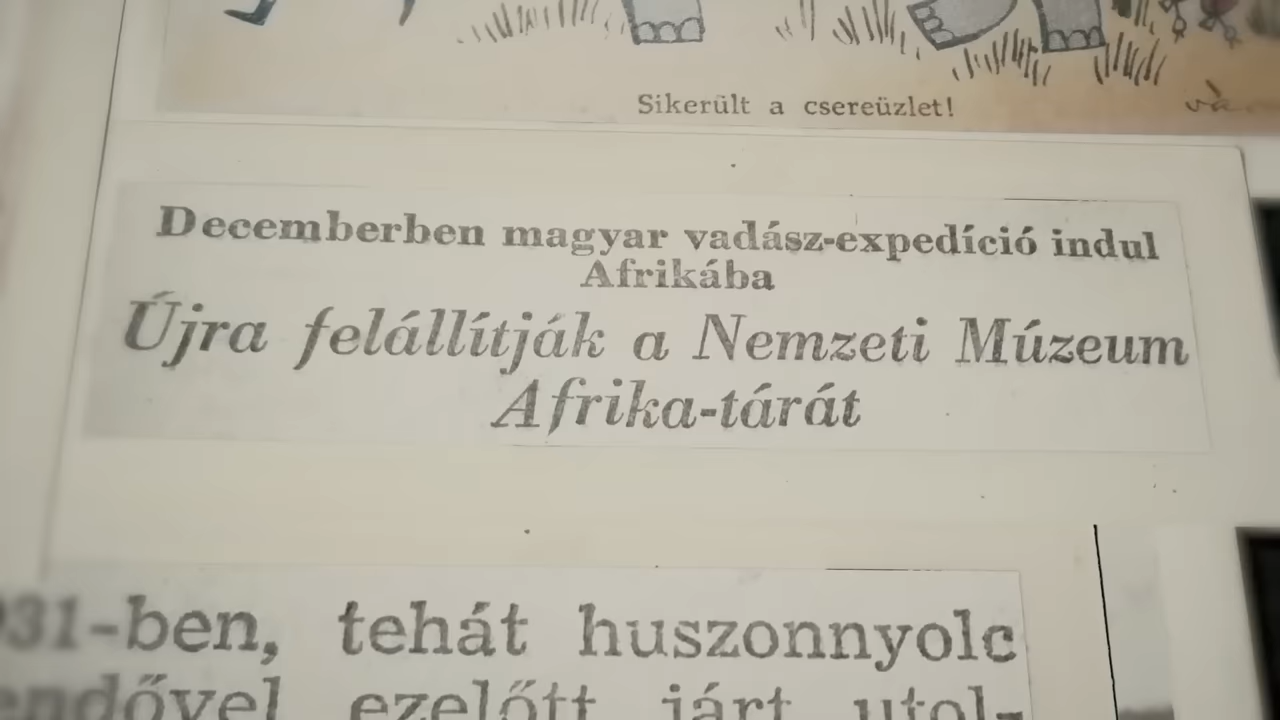 Sikerült a csereüzlet!
Decemberben magyar vadász-expedíció indul
Afrikába
Újra felállítják a Nemzeti Múzeum
Afrika-tárát
931-ben, tehát huszonnyolc
endővel ezelőtt járt utol-